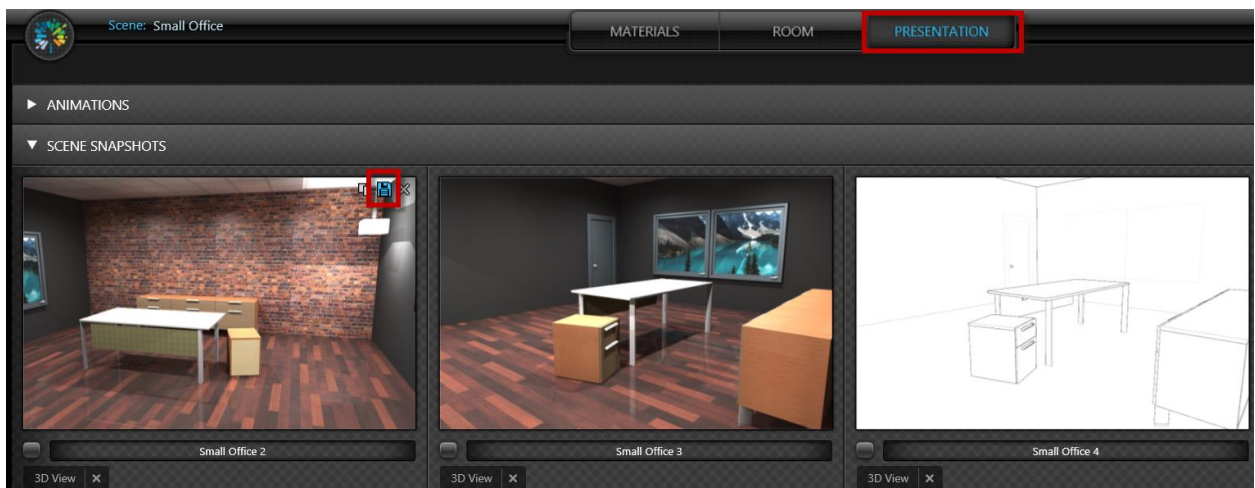 Scene: Small Office
MATERIALS
ROOM
PRESENTATION
ANIMATIONS
SCENE SNAPSHOTS
Small Office 2
Small Office 3
Small Office 4
3D View
3D View
3D View